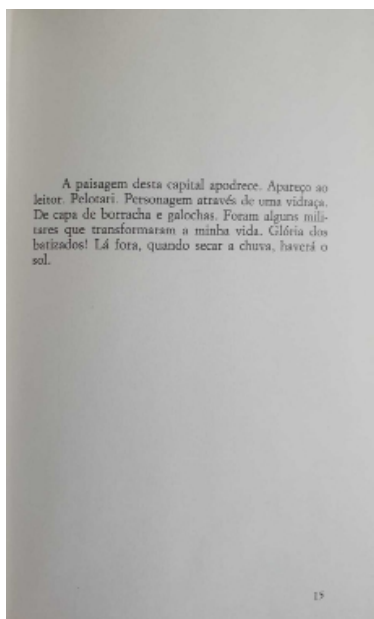 A paisagem desta capital apodrece. Apareço ao
leitor. Pelotari. Personagem através de uma vidraça.
De capa de borracha e galochas. Foram alguns mili-
tares que transformaram a minha vida. Glória dos
batizados! Lá fora, quando secar a chuva, haverá o
sol.
15